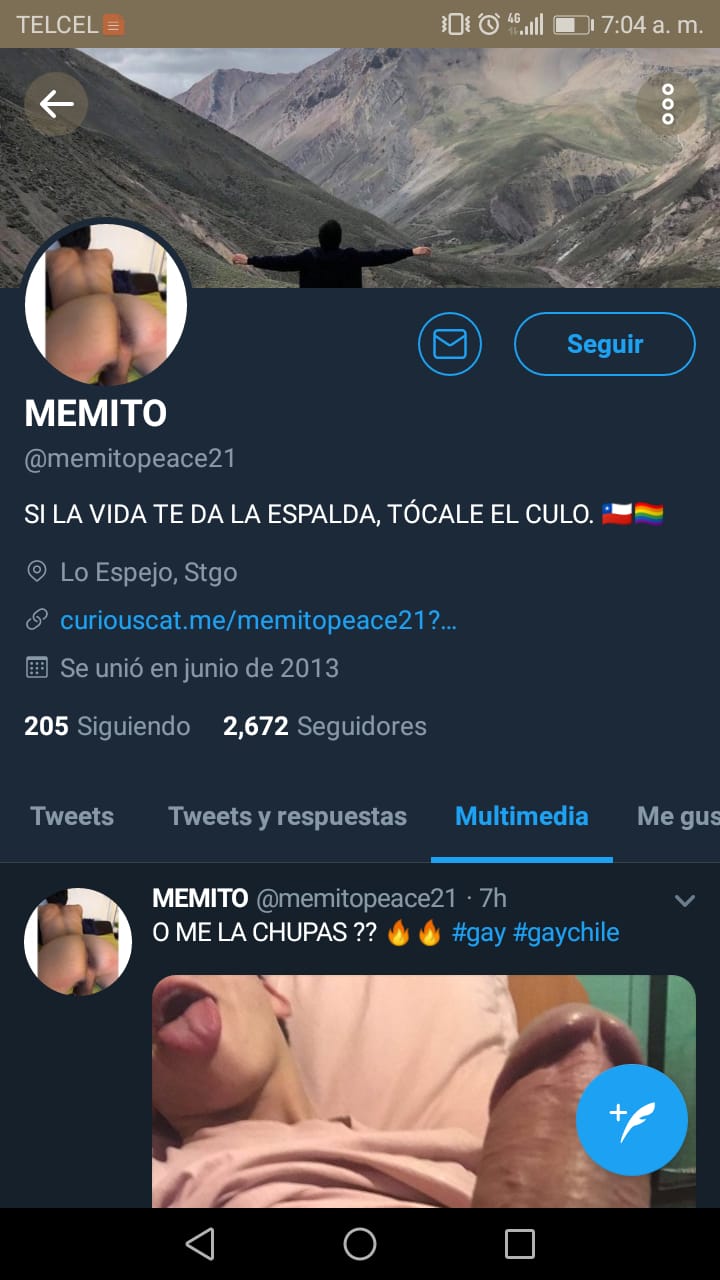 TELCEL
4G
7:04 a. m.
Seguir
MEMITO
@memitopeace21
SI LA VIDA TE DA LA ESPALDA, TÓCALE EL CULO. 🇨🇱🏳️‍🌈
Lo Espejo, Stgo
curiouscat.me/memitopeace21?...
Se unió en junio de 2013
205 Siguiendo 2,672 Seguidores
Tweets Tweets y respuestas Multimedia Me gus
MEMITO @memitopeace21 · 7h
O ME LA CHUPAS ?? 🔥🔥 #gay #gaychile